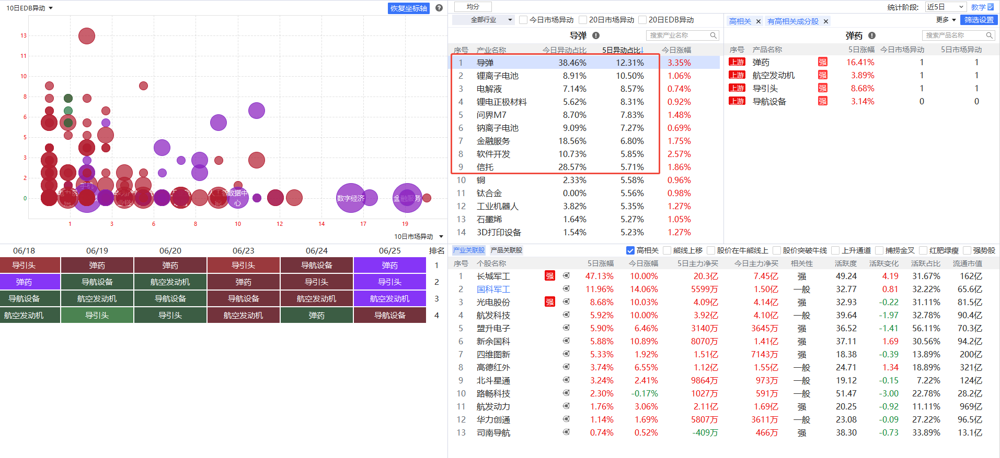 10日EDB异动
恢复坐标轴
13
11
10
8
6
5
3
2
0
手机
数据中心
数字经济
金融服务
1
3
6
8
10
12
14
17
19
10日市场异动
06/18 06/19 06/20 06/23 06/24 06/25 排名
导引头 弹药 弹药 导引头 导航设备 弹药 1
弹药 导航设备 航空发动机 弹药 导引头 导引头 2
导航设备 航空发动机 导航设备 导航设备 航空发动机 航空发动机 3
航空发动机 导引头 导引头 航空发动机 弹药 导航设备 4
均分
统计阶段: 近5日 教学
全部行业 今日市场异动 20日市场异动 20日EDB异动
导弹 搜索产业名称
序号 产业名称 今日异动占比 5日异动占比↓ 今日涨幅
1 导弹 38.46% 12.31% 3.35%
2 锂离子电池 8.91% 10.50% 1.06%
3 电解液 7.14% 8.57% 0.74%
4 锂电正极材料 5.62% 8.31% 0.92%
5 问界M7 8.70% 7.83% 1.48%
6 钠离子电池 9.09% 7.27% 0.69%
7 金融服务 18.56% 6.80% 1.75%
8 软件开发 10.73% 5.85% 2.57%
9 信托 28.57% 5.71% 1.86%
10 铜 2.33% 5.58% 0.96%
11 钛合金 0.00% 5.56% 0.98%
12 工业机器人 3.82% 5.35% 1.27%
13 石墨烯 1.64% 5.27% 1.05%
14 3D打印设备 1.54% 5.23% 1.27%
高相关 × 有高相关成分股 × 更多 筛选设置
弹药 搜索产品名称
序号 产品名称 5日涨幅 今日市场异动 5日市场异动
上游 弹药 强 16.41% 1 1
上游 航空发动机 强 3.89% 1 1
上游 导引头 强 8.68% 1 1
上游 导航设备 强 3.14% 0 0
产业关联股 产品关联股 高相关 熊线上移 股价在牛熊线上 股价突破牛线 上升通道 捕捞金叉 红肥绿瘦 强势股
序号 个股名称 5日涨幅 今日涨幅 5日主力净买 今日主力净买 相关性 活跃度 活跃变化 活跃占比 流通市值
1 长城军工 强 47.13% 10.00% 20.3亿 7.45亿 强 49.24 4.19 31.67% 162亿
2 国科军工 11.96% 14.06% 5599万 1.50亿 一般 32.77 0.81 32.22% 65.6亿
3 光电股份 强 8.68% 10.03% 4.09亿 4.14亿 强 32.93 -0.22 31.11% 81.5亿
4 航发科技 5.92% 10.00% 3.92亿 4.10亿 一般 39.64 -1.97 32.78% 90.4亿
5 盟升电子 5.90% 6.46% 3140万 3645万 强 36.52 -1.41 56.11% 70.3亿
6 新余国科 5.88% 10.89% 8070万 1.41亿 强 37.11 1.69 30.56% 94.2亿
7 四维图新 5.33% 1.92% 1.51亿 7143万 强 18.38 -0.39 13.89% 200亿
8 高德红外 3.74% 6.55% 1.12亿 1.55亿 一般 24.71 1.34 18.89% 321亿
9 北斗星通 3.24% 2.41% 9864万 973万 一般 19.12 -0.15 7.22% 124亿
10 路畅科技 2.30% -0.17% 1027万 591万 一般 51.47 -3.00 22.78% 28.2亿
11 航发动力 1.76% 3.06% 2.11亿 1.69亿 强 20.25 -0.92 11.11% 969亿
12 华力创通 1.14% 1.69% 5807万 3611万 一般 23.08 -0.09 27.22% 96.5亿
13 司南导航 0.74% 0.52% -409万 466万 强 38.30 -0.73 33.89% 13.1亿